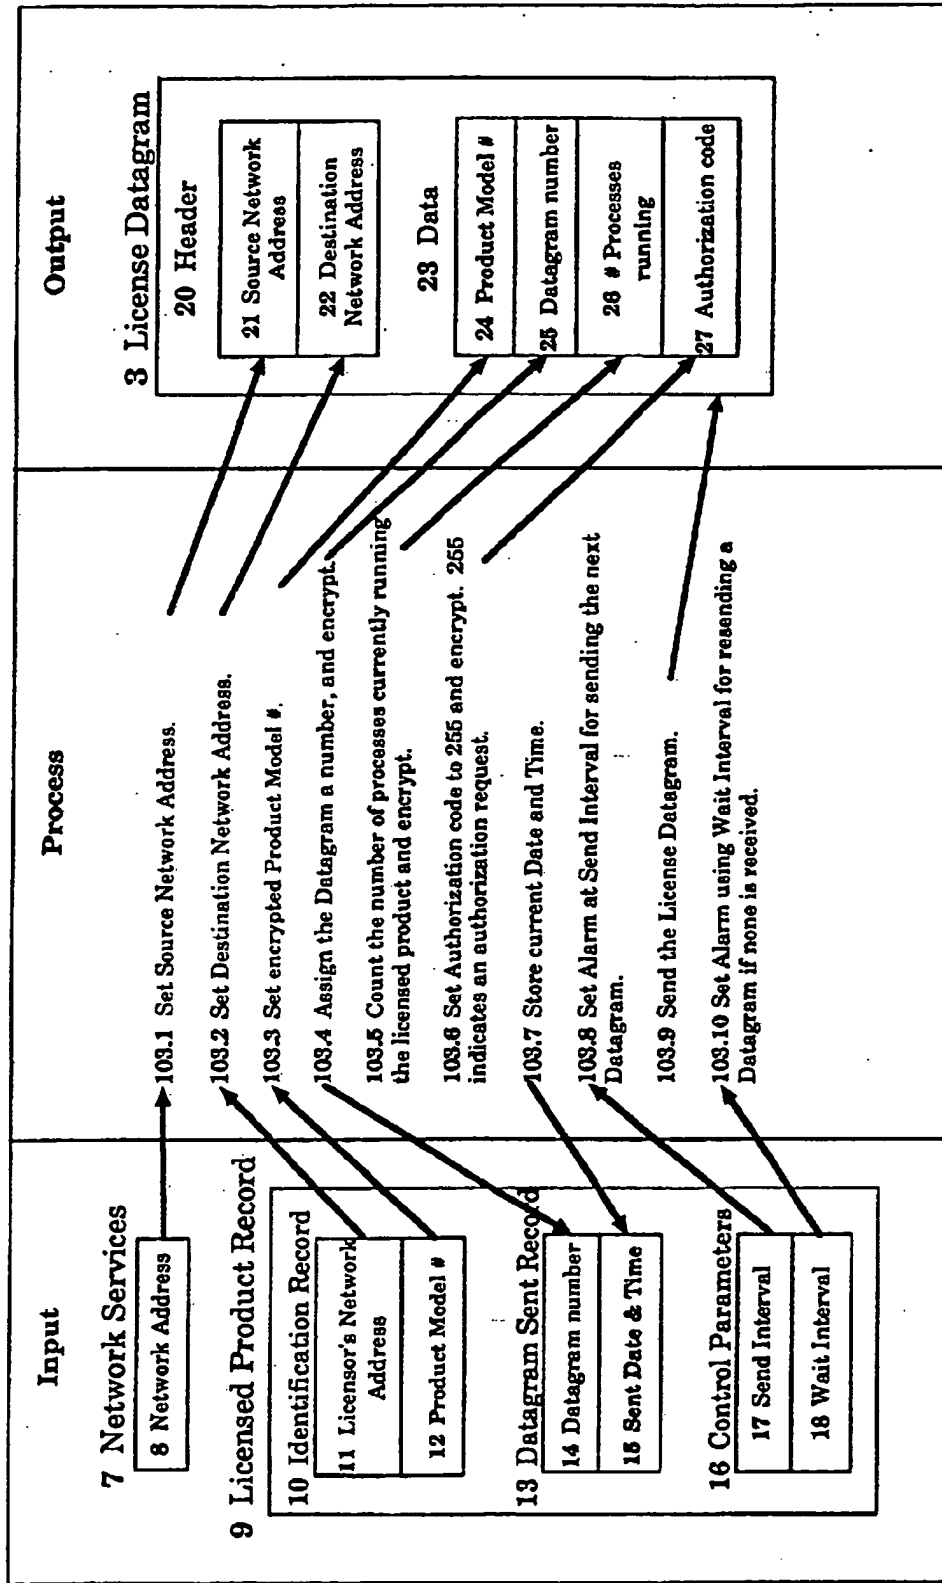 Input
7 Network Services
8 Network Address
9 Licensed Product Record
10 Identification Record
11 Licensor's Network
Address
12 Product Model #
13 Datagram Sent Record
14 Datagram number
15 Sent Date & Time
16 Control Parameters
17 Send Interval
18 Wait Interval
Process
103.1 Set Source Network Address.
103.2 Set Destination Network Address.
103.3 Set encrypted Product Model #.
103.4 Assign the Datagram a number, and encrypt.
103.5 Count the number of processes currently running
the licensed product and encrypt.
103.6 Set Authorization code to 255 and encrypt. 255
indicates an authorization request.
103.7 Store current Date and Time.
103.8 Set Alarm at Send Interval for sending the next
Datagram.
103.9 Send the License Datagram.
103.10 Set Alarm using Wait Interval for resending a
Datagram if none is received.
Output
3 License Datagram
20 Header
21 Source Network
Address
22 Destination
Network Address
23 Data
24 Product Model #
25 Datagram number
26 # Processes
running
27 Authorization code